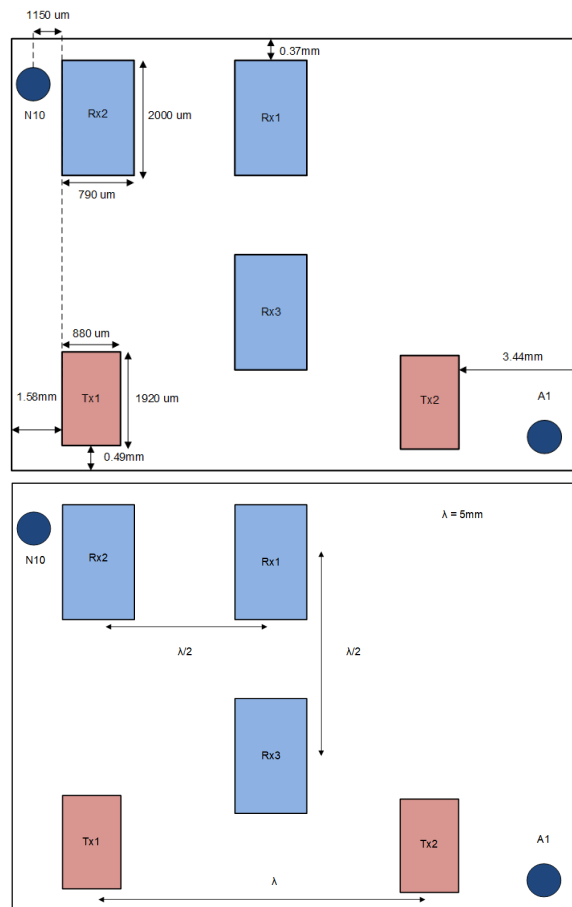 1150 um
0.37mm
N10
Rx2
2000 um
Rx1
790 um
Rx3
880 um
3.44mm
1.58mm
Tx1
1920 um
Tx2
A1
0.49mm
λ = 5mm
N10
Rx2
Rx1
λ/2
λ/2
Rx3
Tx1
Tx2
A1
λ